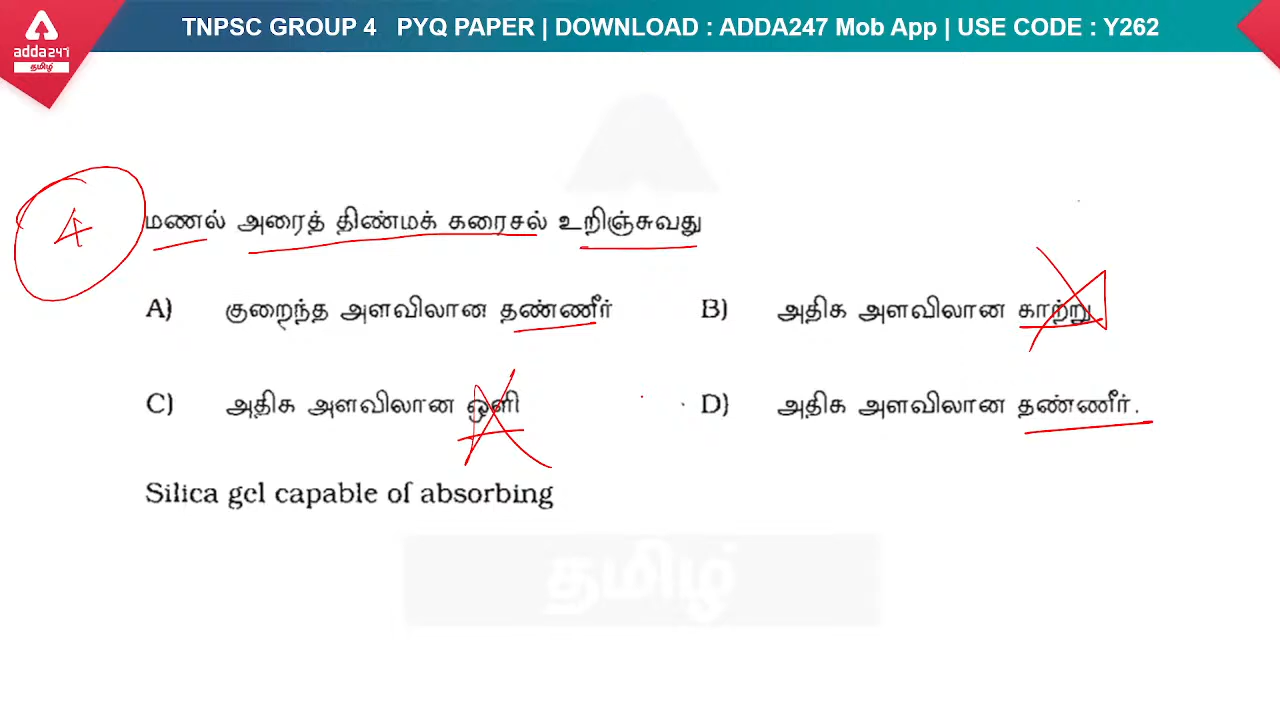 TNPSC GROUP 4 PYQ PAPER | DOWNLOAD : ADDA247 Mob App | USE CODE : Y262
adda247
தமிழ்
4
மணல் அரைத் திண்மக் கரைசல் உறிஞ்சுவது
A) குறைந்த அளவிலான தண்ணீர் B) அதிக அளவிலான காற்று
C) அதிக அளவிலான ஒளி D) அதிக அளவிலான தண்ணீர்.
Silica gel capable of absorbing
தமிழ்